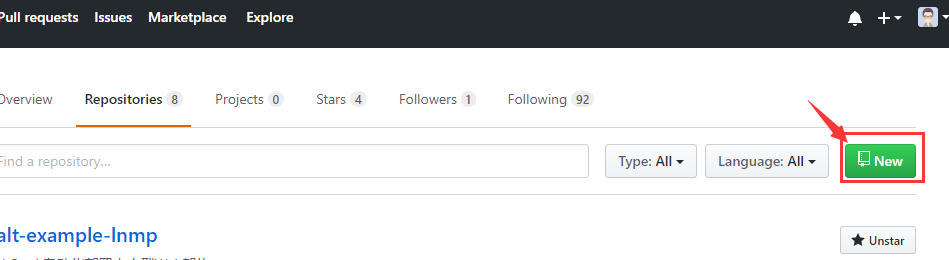 Pull requests Issues Marketplace Explore
Overview Repositories 8 Projects 0 Stars 4 Followers 1 Following 92
Find a repository... Type: All Language: All New
alt-example-lnmp Unstar